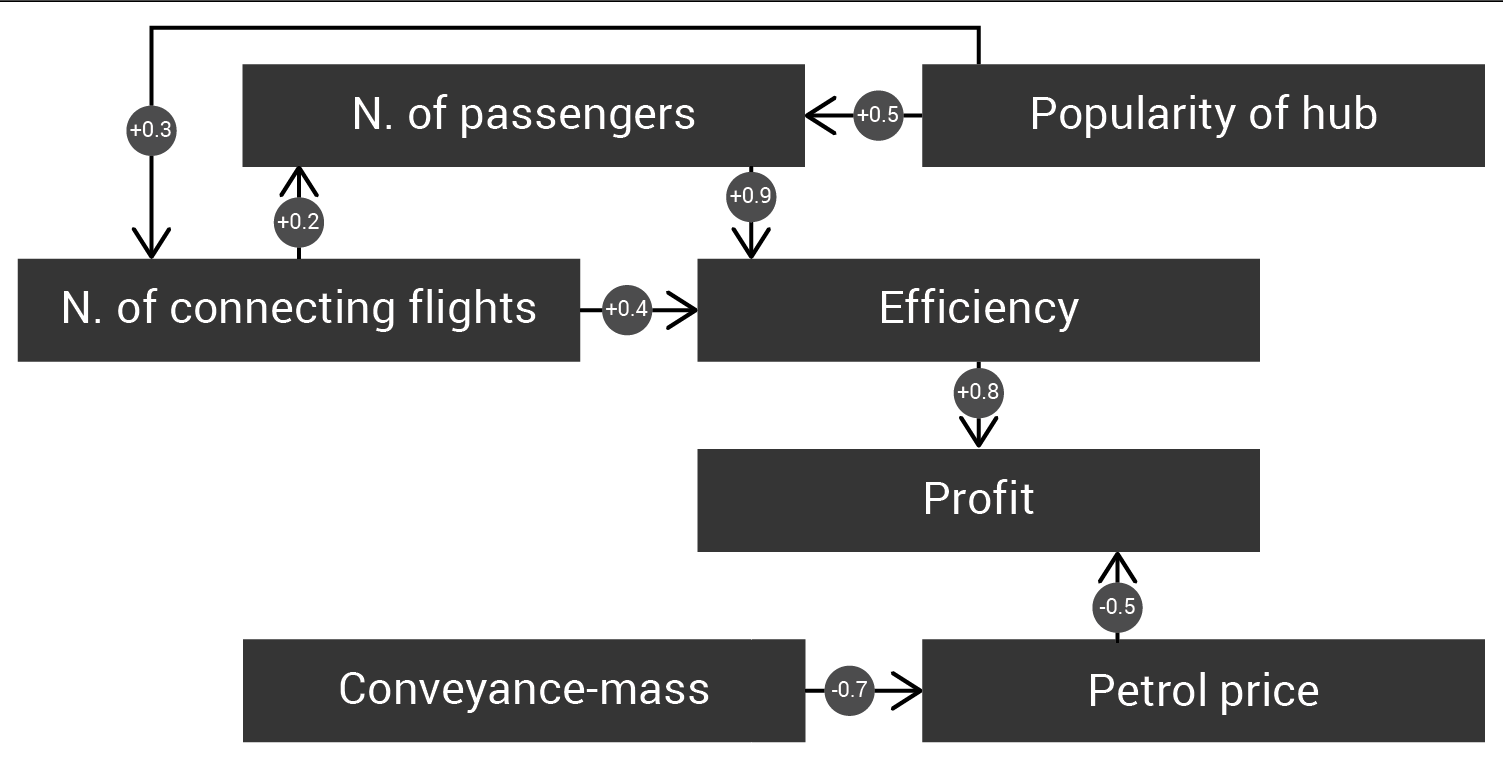 N. of passengers
+0.5
Popularity of hub
+0.3
+0.2
+0.9
N. of connecting flights
+0.4
Efficiency
+0.8
Profit
-0.5
Conveyance-mass
-0.7
Petrol price